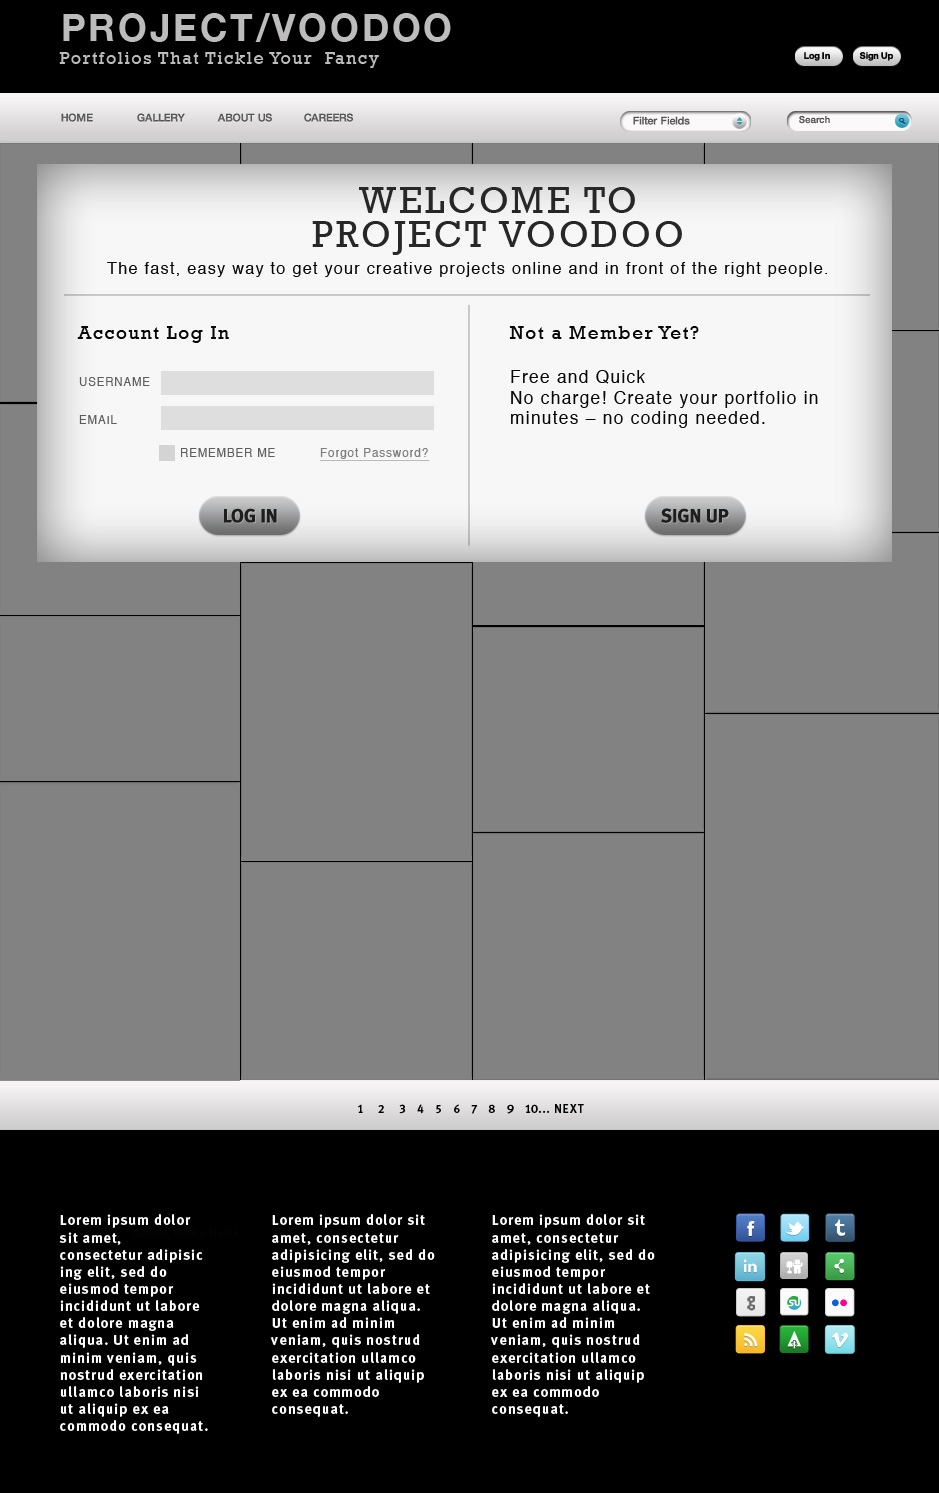 PROJECT/VOODOO
Portfolios That Tickle Your Fancy
Log In
Sign Up
HOME
GALLERY
ABOUT US
CAREERS
Filter Fields
Search
WELCOME TO
PROJECT VOODOO
The fast, easy way to get your creative projects online and in front of the right people.
Account Log In
USERNAME
EMAiL
REMEMBER ME
Forgot Password?
LOG IN
Not a Member Yet?
Free and Quick
No charge! Create your portfolio in
minutes – no coding needed.
SIGN UP
1 2 3 4 5 6 7 8 9 10... NEXT
Lorem ipsum dolor
sit amet,
consectetur adipisic
ing elit, sed do
eiusmod tempor
incididunt ut labore
et dolore magna
aliqua. Ut enim ad
minim veniam, quis
nostrud exercitation
ullamco laboris nisi
ut aliquip ex ea
commodo consequat.
Lorem ipsum dolor sit
amet, consectetur
adipisicing elit, sed do
eiusmod tempor
incididunt ut labore et
dolore magna aliqua.
Ut enim ad minim
veniam, quis nostrud
exercitation ullamco
laboris nisi ut aliquip
ex ea commodo
consequat.
Lorem ipsum dolor sit
amet, consectetur
adipisicing elit, sed do
eiusmod tempor
incididunt ut labore et
dolore magna aliqua.
Ut enim ad minim
veniam, quis nostrud
exercitation ullamco
laboris nisi ut aliquip
ex ea commodo
consequat.
f
t
in
g
v